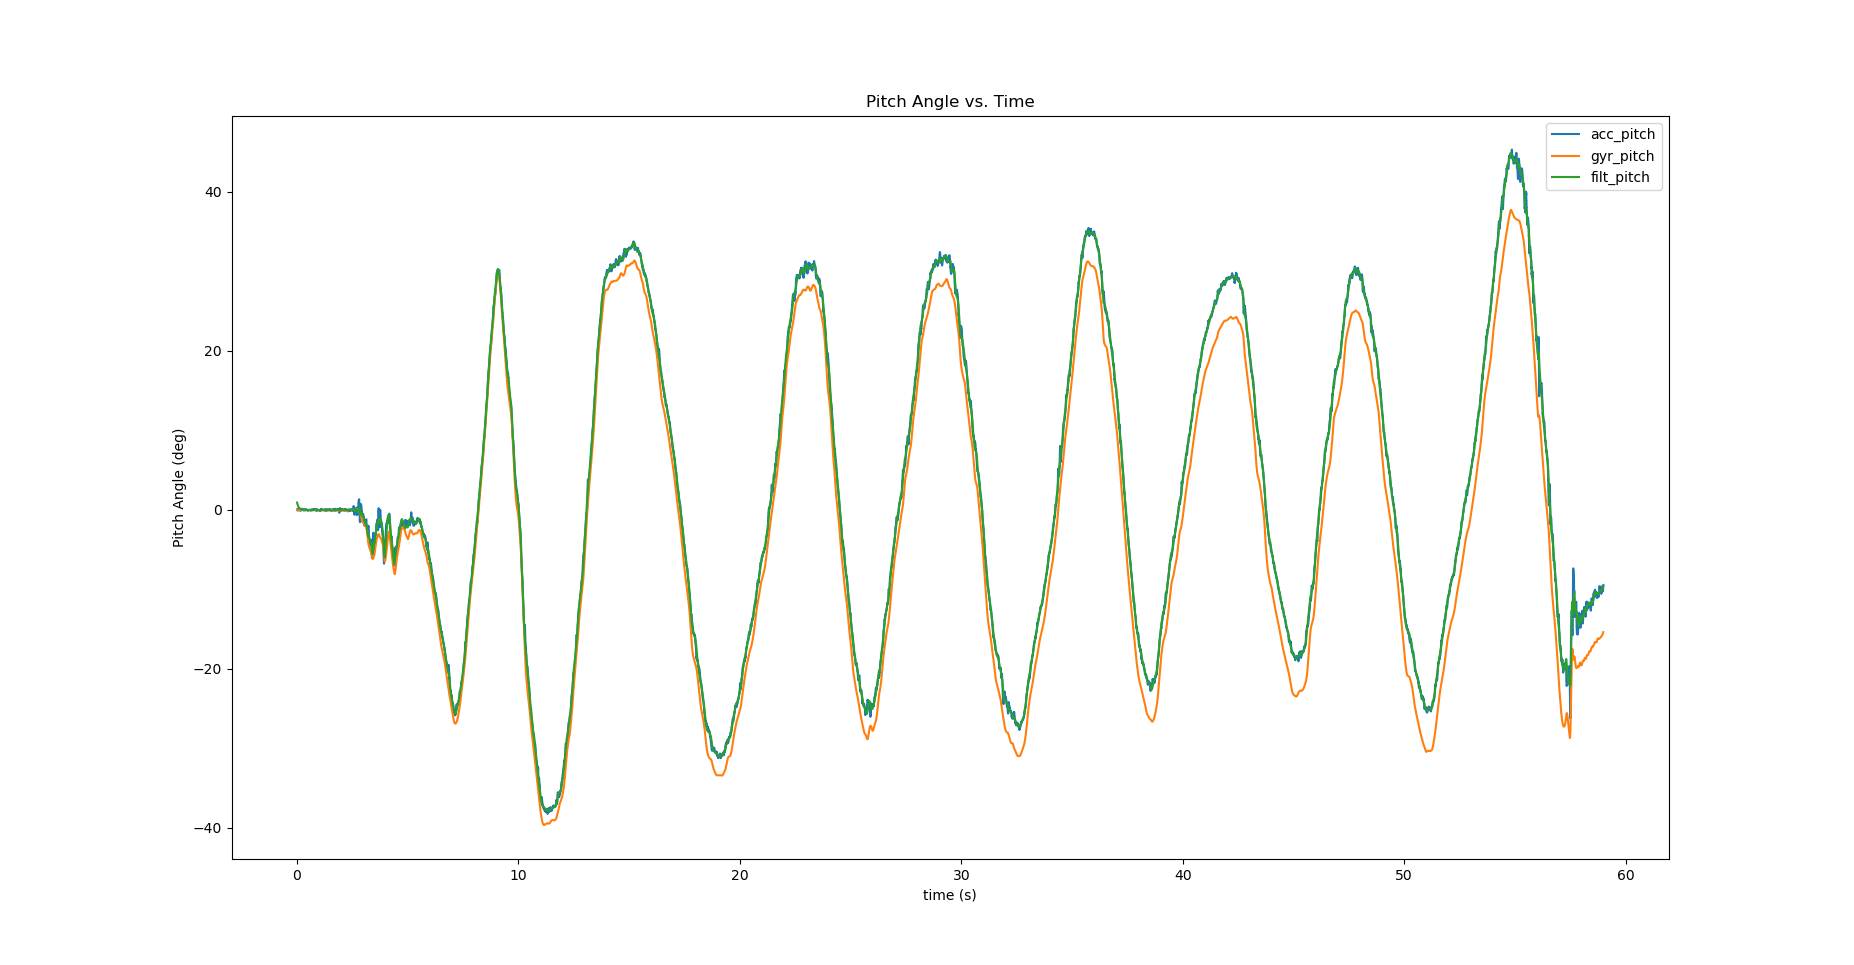 Pitch Angle vs. Time
acc_pitch
gyr_pitch
filt_pitch
Pitch Angle (deg)
40
20
0
−20
−40
0 10 20 30 40 50 60
time (s)